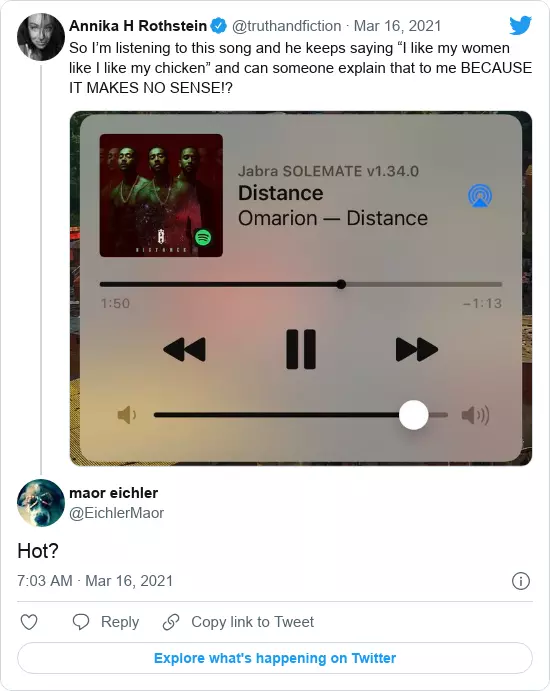 Annika H Rothstein @truthandfiction · Mar 16, 2021
So I’m listening to this song and he keeps saying “I like my women
like I like my chicken” and can someone explain that to me BECAUSE
IT MAKES NO SENSE!?
Jabra SOLEMATE v1.34.0
Distance
Omarion — Distance
DISTANCE
1:50
−1:13
maor eichler
@EichlerMaor
Hot?
7:03 AM · Mar 16, 2021
Reply
Copy link to Tweet
Explore what's happening on Twitter